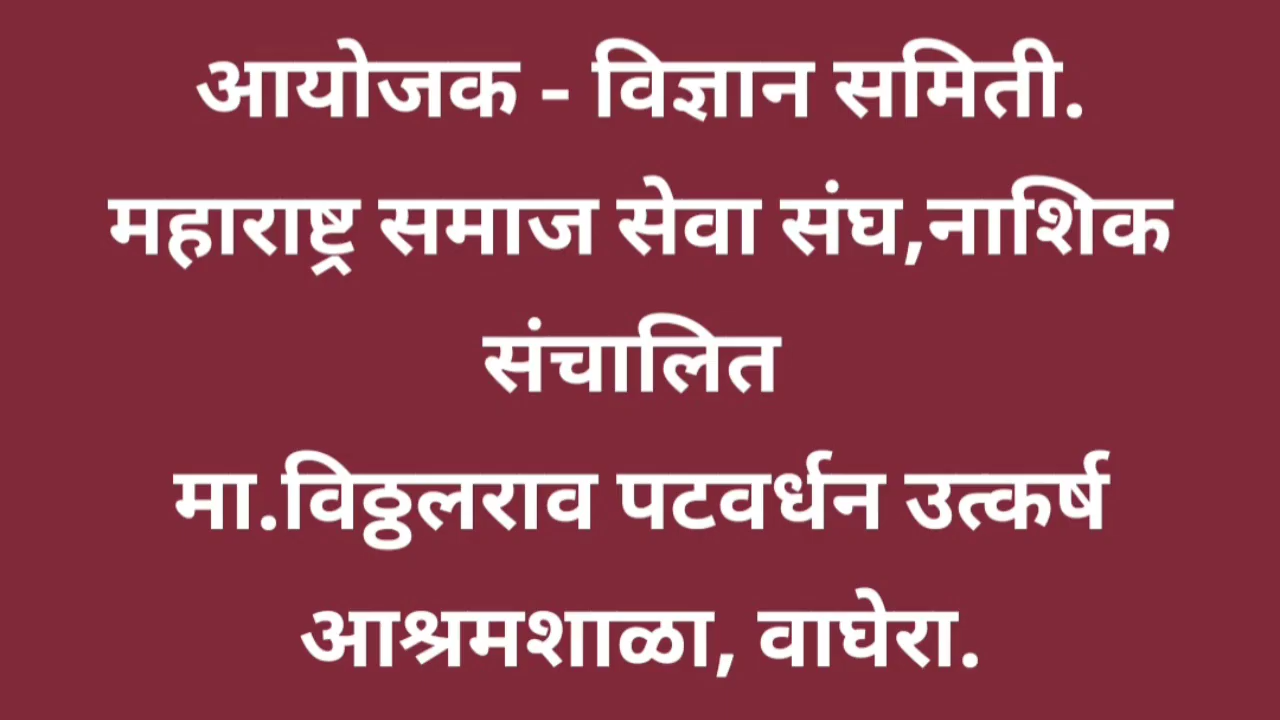 आयोजक - विज्ञान समिती.
महाराष्ट्र समाज सेवा संघ,नाशिक
संचालित
मा.विठ्ठलराव पटवर्धन उत्कर्ष
आश्रमशाळा, वाघेरा.